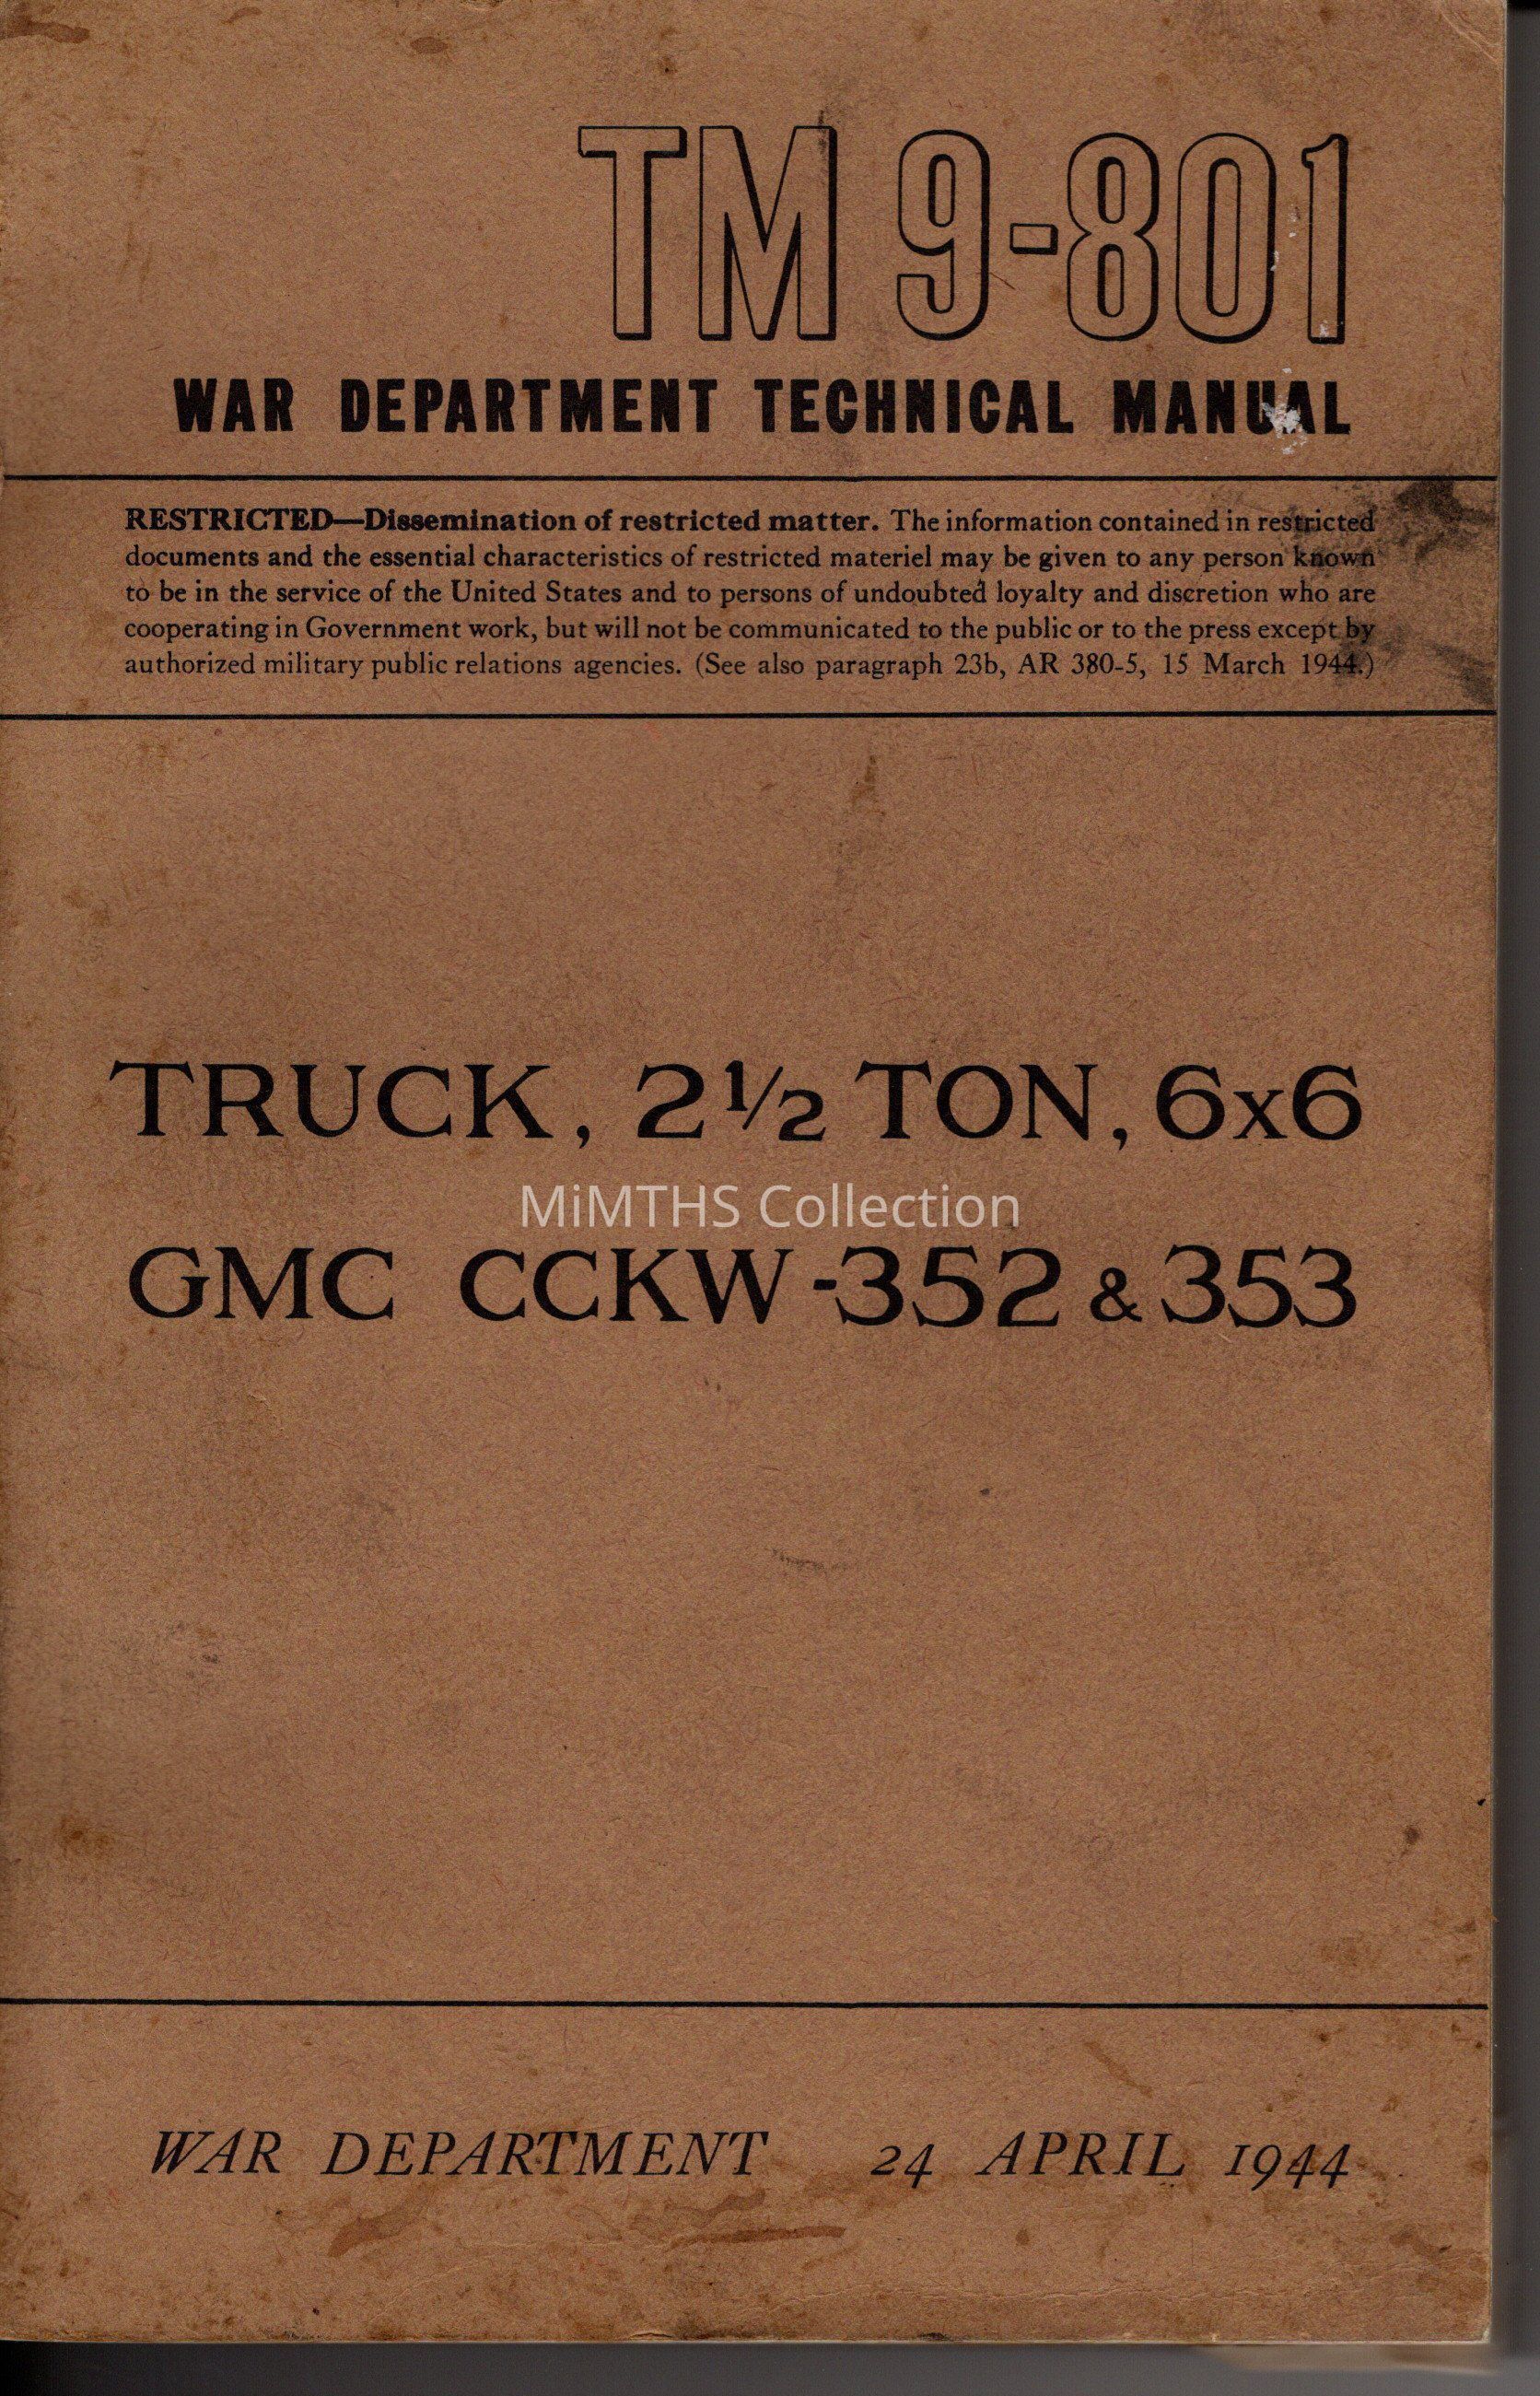 TM 9-801
WAR DEPARTMENT TECHNICAL MANUAL
RESTRICTED—Dissemination of restricted matter. The information contained in restricted
documents and the essential characteristics of restricted materiel may be given to any person known
to be in the service of the United States and to persons of undoubted loyalty and discretion who are
cooperating in Government work, but will not be communicated to the public or to the press except by
authorized military public relations agencies. (See also paragraph 23b, AR 380-5, 15 March 1944.)
TRUCK, 2½ TON, 6x6
MiMTHS Collection
GMC CCKW-352 & 353
WAR DEPARTMENT 24 APRIL 1944